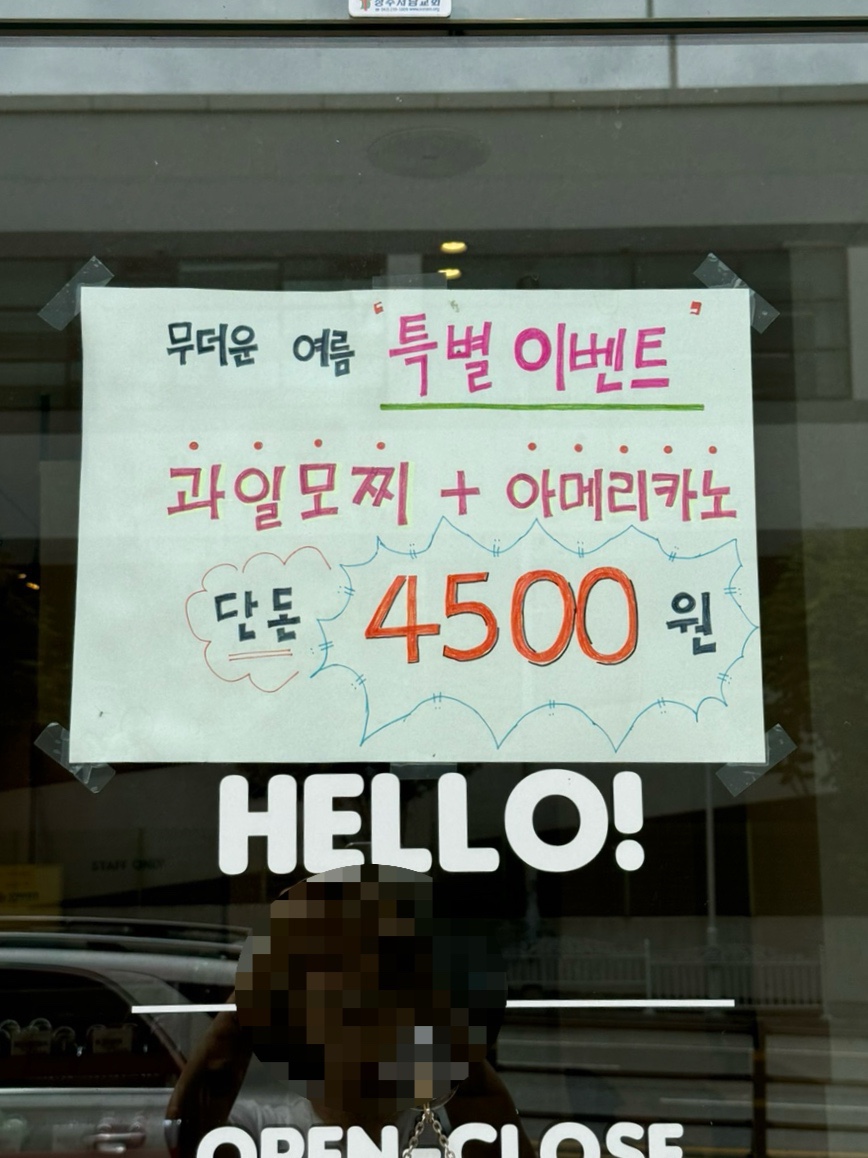 무더운 여름 "특별 이벤트"
과일모찌 + 아메리카노
단돈 4500 원
HELLO!
OPEN-CLOSE